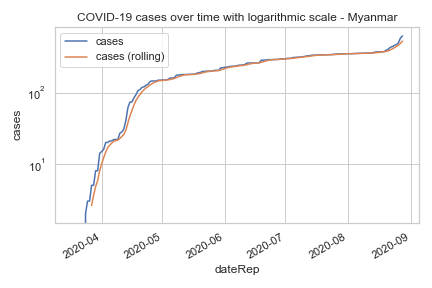 COVID-19 cases over time with logarithmic scale - Myanmar
cases
cases (rolling)
10²
10¹
cases
2020-04
2020-05
2020-06
2020-07
2020-08
2020-09
dateRep